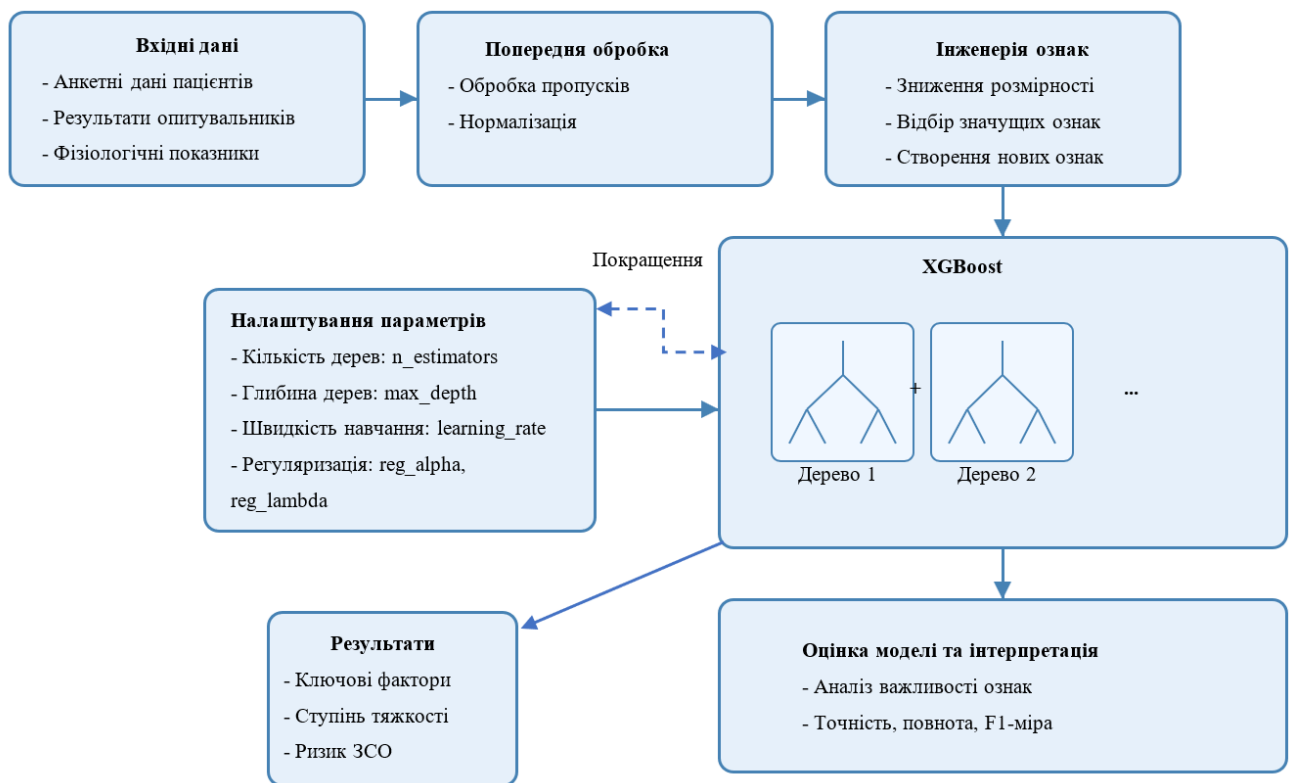 Вхідні дані
- Анкетні дані пацієнтів
- Результати опитувальників
- Фізіологічні показники
Попередня обробка
- Обробка пропусків
- Нормалізація
Інженерія ознак
- Зниження розмірності
- Відбір значущих ознак
- Створення нових ознак
Покращення
Налаштування параметрів
- Кількість дерев: n_estimators
- Глибина дерев: max_depth
- Швидкість навчання: learning_rate
- Регуляризація: reg_alpha,
reg_lambda
XGBoost
+
...
Дерево 1
Дерево 2
Результати
- Ключові фактори
- Ступінь тяжкості
- Ризик ЗСО
Оцінка моделі та інтерпретація
- Аналіз важливості ознак
- Точність, повнота, F1-міра